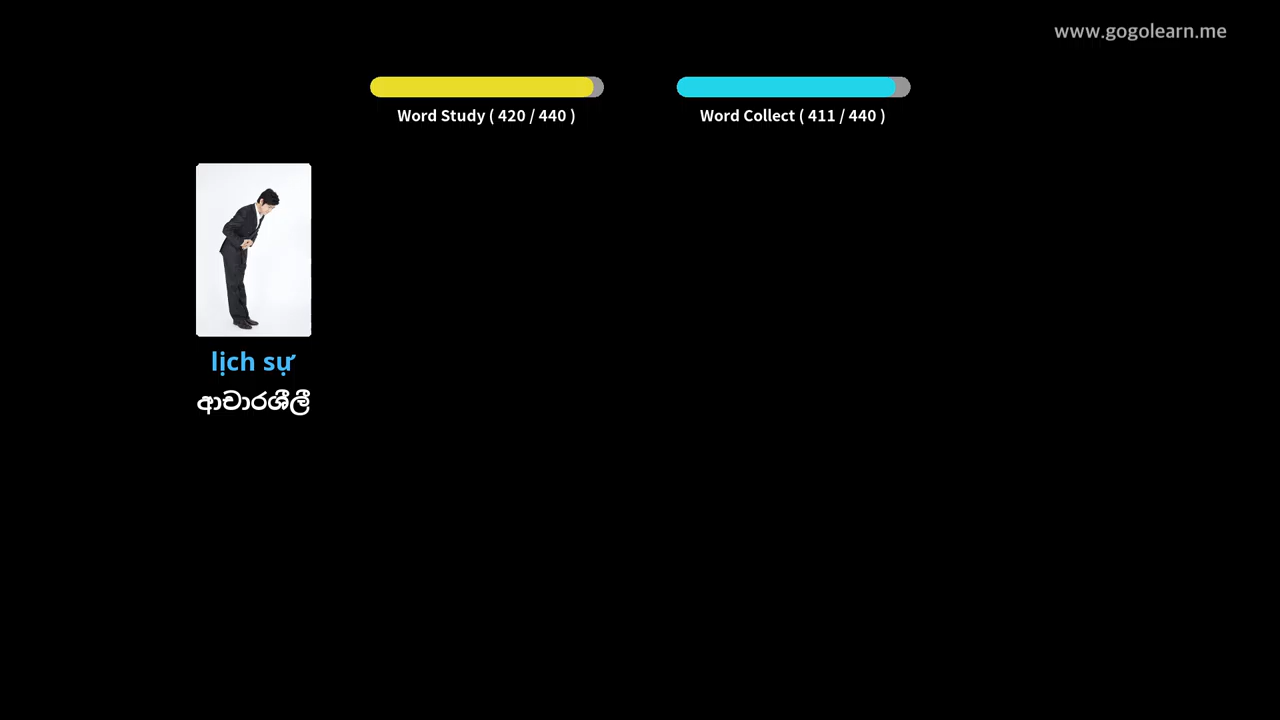 www.gogolearn.me
Word Study ( 420 / 440 )
Word Collect ( 411 / 440 )
lịch sự
ආචාරශීලී